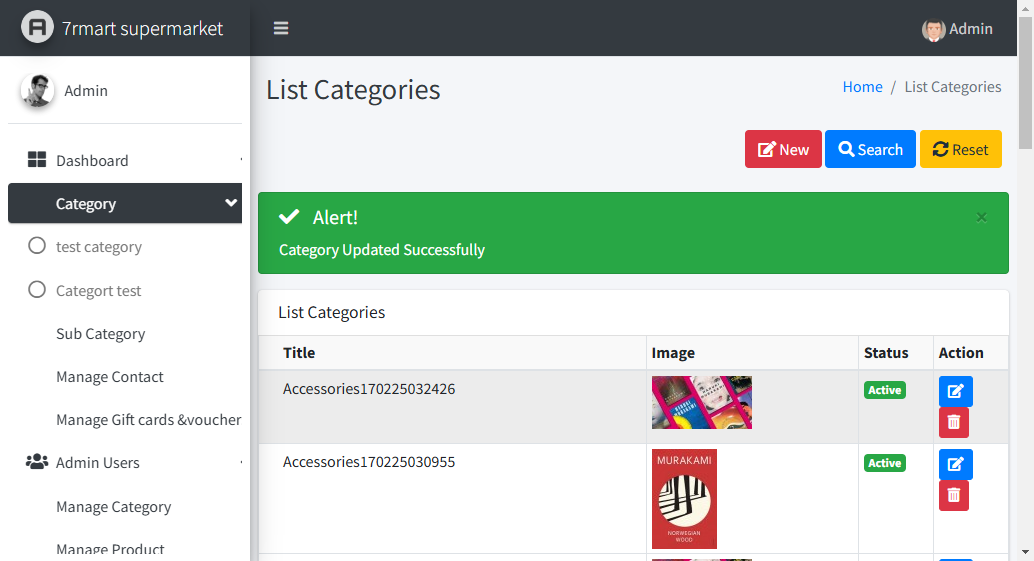 7rmart supermarket
Admin
Admin
List Categories
Home / List Categories
New
Search
Reset
Dashboard
Category
test category
Categort test
Sub Category
Manage Contact
Manage Gift cards &voucher
Admin Users
Manage Category
Manage Product
Alert!
×
Category Updated Successfully
List Categories
Title Image Status Action
Accessories170225032426
Active
Accessories170225030955
MURAKAMI
NORWEGIAN
WOOD
Active